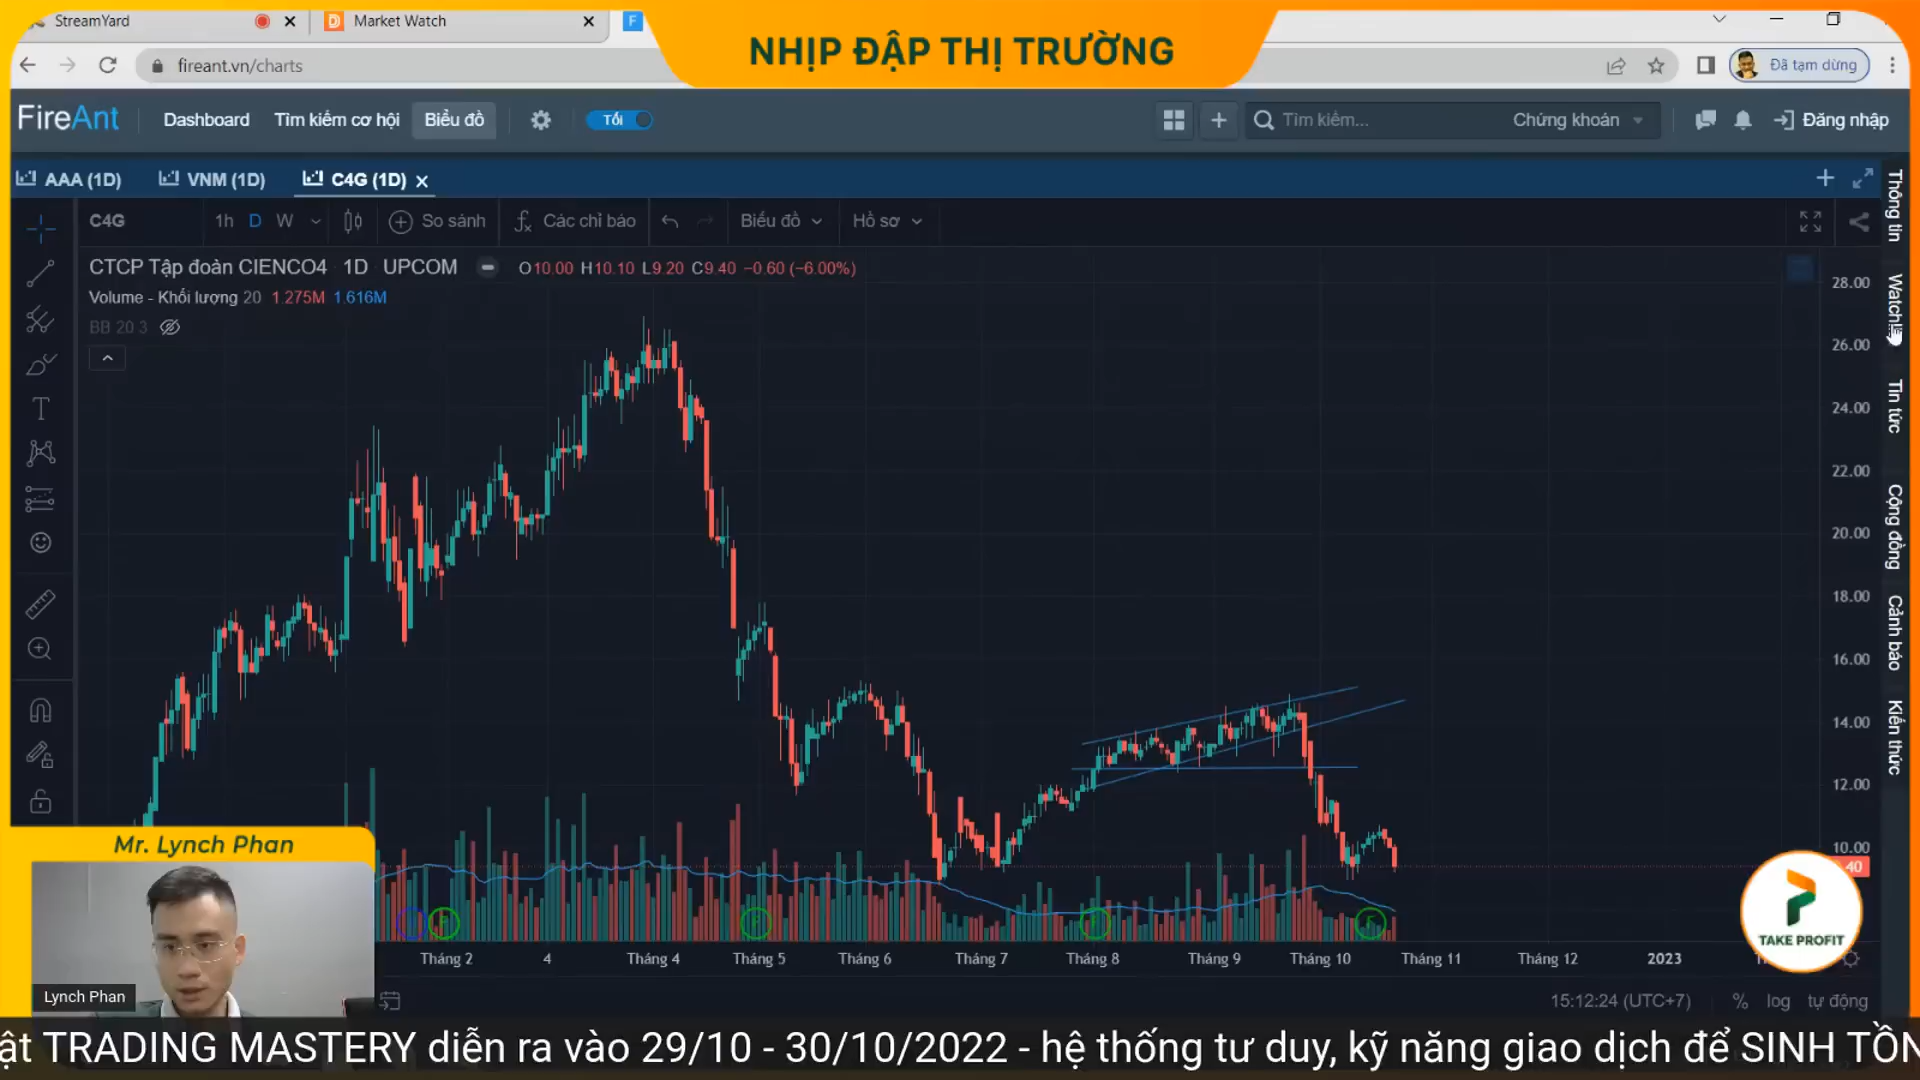 StreamYard
Market Watch
NHỊP ĐẬP THỊ TRƯỜNG
fireant.vn/charts
Đã tạm dừng
FireAnt
Dashboard
Tìm kiếm cơ hội
Biểu đồ
Tối
Tìm kiếm...
Chứng khoán
Đăng nhập
AAA (1D)
VNM (1D)
C4G (1D)
C4G
1h D W
So sánh
Các chỉ báo
Biểu đồ
Hồ sơ
CTCP Tập đoàn CIENCO4 1D UPCOM
O10.00 H10.10 L9.20 C9.40 −0.60 (−6.00%)
Volume - Khối lượng 20 1.275M 1.616M
BB 20 3
28.00
26.00
24.00
22.00
20.00
18.00
16.00
14.00
12.00
10.00
40
Thông tin
Watchli
Tin tức
Cộng đồng
Cảnh báo
Kiến thức
Tháng 2
4
Tháng 4
Tháng 5
Tháng 6
Tháng 7
Tháng 8
Tháng 9
Tháng 10
Tháng 11
Tháng 12
2023
15:12:24 (UTC+7)
%
log
tự động
TAKE PROFIT
Mr. Lynch Phan
Lynch Phan
ật TRADING MASTERY diễn ra vào 29/10 - 30/10/2022 - hệ thống tư duy, kỹ năng giao dịch để SINH TỒN